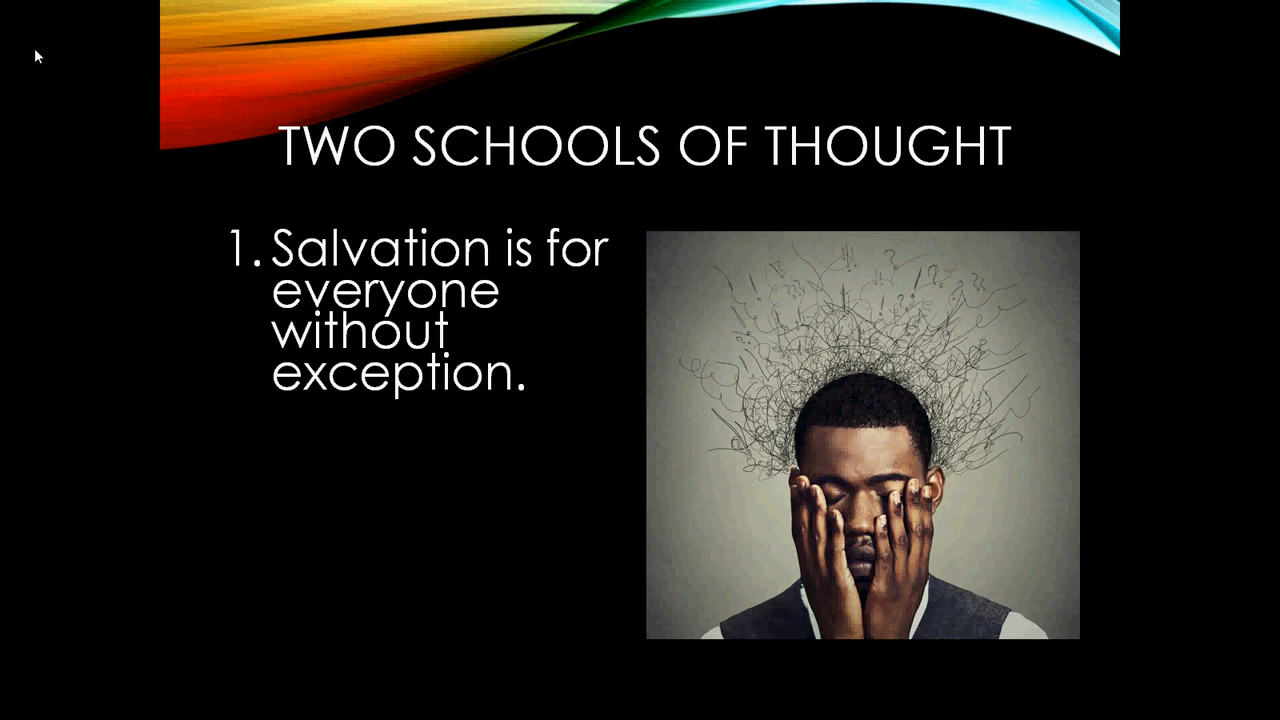 TWO SCHOOLS OF THOUGHT
1. Salvation is for
everyone
without
exception.